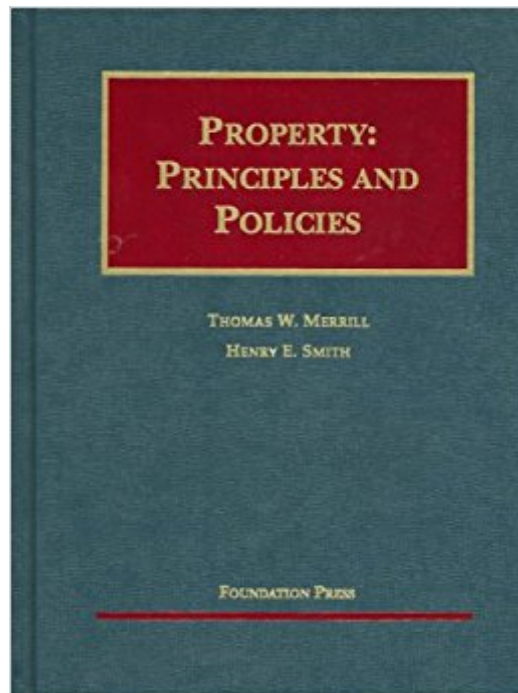 PROPERTY:
PRINCIPLES AND
POLICIES
THOMAS W. MERRILL
HENRY E. SMITH
FOUNDATION PRESS